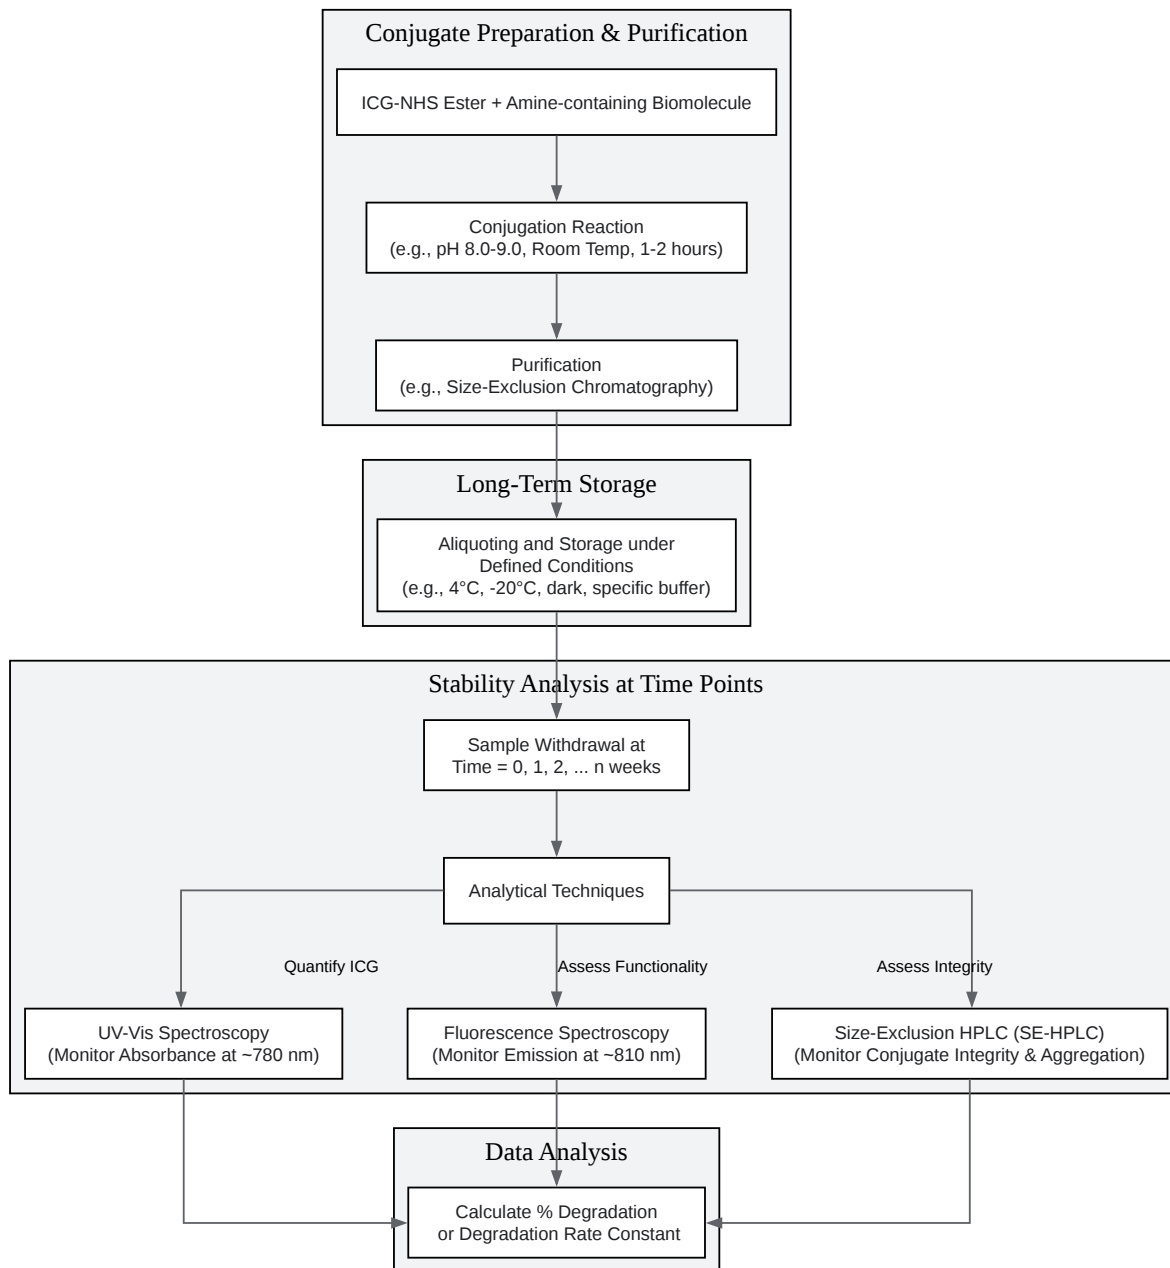 Conjugate Preparation & Purification
ICG-NHS Ester + Amine-containing Biomolecule
Conjugation Reaction
(e.g., pH 8.0-9.0, Room Temp, 1-2 hours)
Purification
(e.g., Size-Exclusion Chromatography)
Long-Term Storage
Aliquoting and Storage under
Defined Conditions
(e.g., 4°C, -20°C, dark, specific buffer)
Stability Analysis at Time Points
Sample Withdrawal at
Time = 0, 1, 2, ... n weeks
Analytical Techniques
Quantify ICG
Assess Functionality
Assess Integrity
UV-Vis Spectroscopy
(Monitor Absorbance at ~780 nm)
Fluorescence Spectroscopy
(Monitor Emission at ~810 nm)
Size-Exclusion HPLC (SE-HPLC)
(Monitor Conjugate Integrity & Aggregation)
Data Analysis
Calculate % Degradation
or Degradation Rate Constant